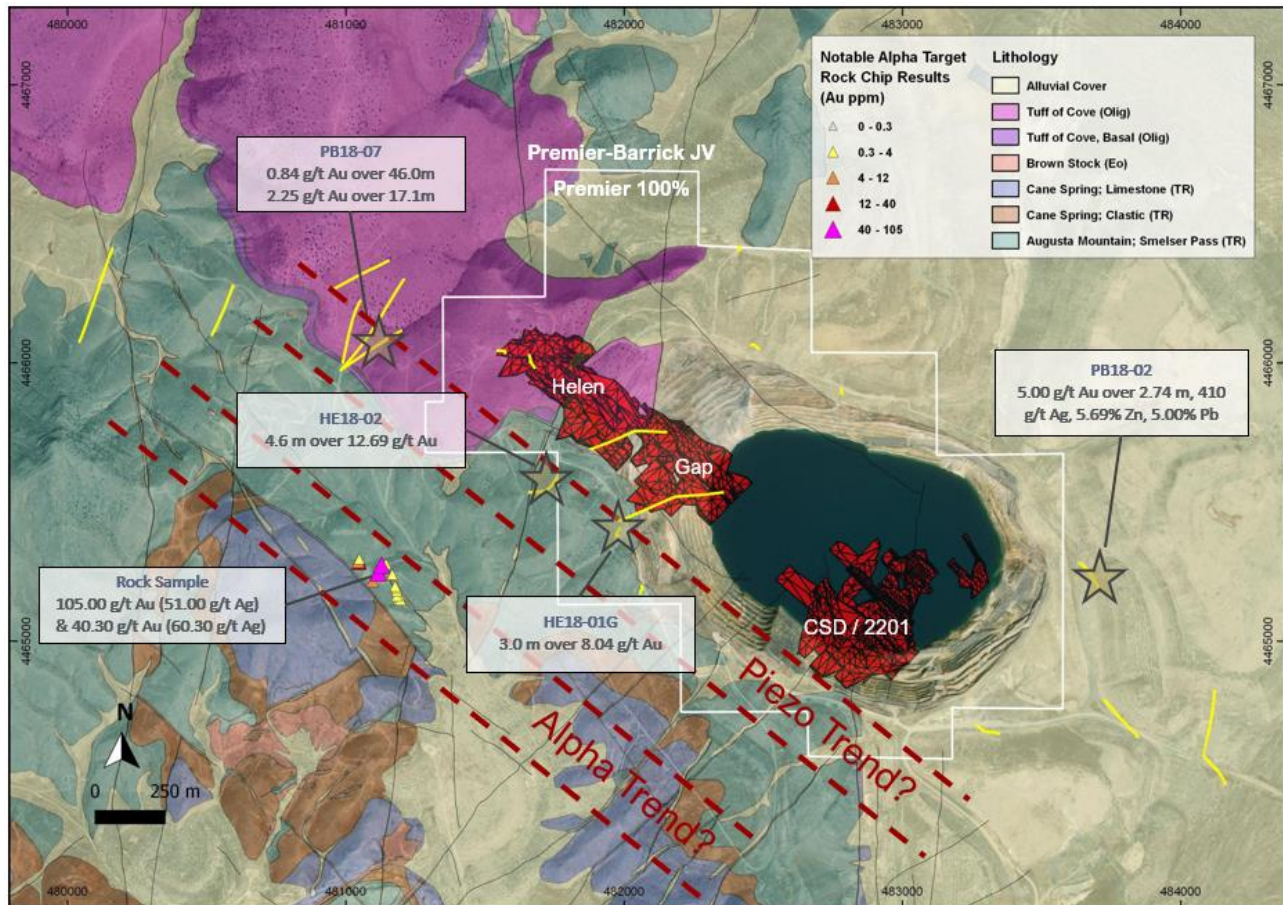 480000
481000
482000
483000
484000
4467000
4467000
Notable Alpha Target
Rock Chip Results
(Au ppm)
0 - 0.3
0.3 - 4
4 - 12
12 - 40
40 - 105
Lithology
Alluvial Cover
Tuff of Cove (Olig)
Tuff of Cove, Basal (Olig)
Brown Stock (Eo)
Cane Spring; Limestone (TR)
Cane Spring; Clastic (TR)
Augusta Mountain; Smelser Pass (TR)
PB18-07
0.84 g/t Au over 46.0m
2.25 g/t Au over 17.1m
Premier-Barrick JV
Premier 100%
4466000
4466000
PB18-02
5.00 g/t Au over 2.74 m, 410
g/t Ag, 5.69% Zn, 5.00% Pb
Helen
HE18-02
4.6 m over 12.69 g/t Au
Gap
Rock Sample
105.00 g/t Au (51.00 g/t Ag)
& 40.30 g/t Au (60.30 g/t Ag)
HE18-01G
3.0 m over 8.04 g/t Au
CSD / 2201
4465000
4465000
Piezo Trend?
Alpha Trend?
N
0 250 m
480000
481000
482000
483000
484000